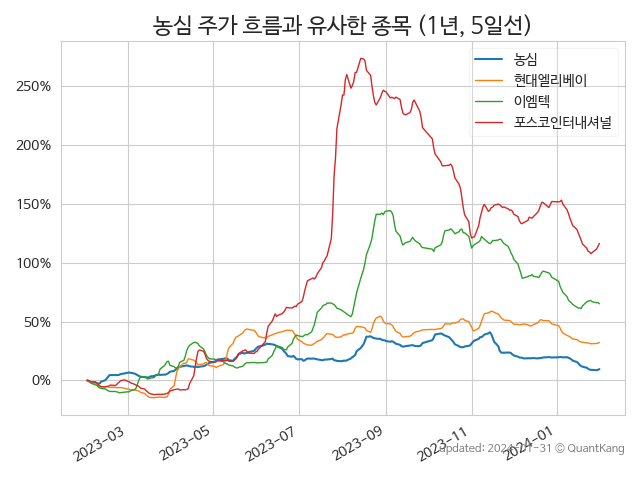 농심 주가 흐름과 유사한 종목 (1년, 5일선)
농심
현대엘리베이
이엠텍
포스코인터내셔널
250%
200%
150%
100%
50%
0%
2023-03
2023-05
2023-07
2023-09
2023-11
2024-01
updated: 2024-01-31 © QuantKang